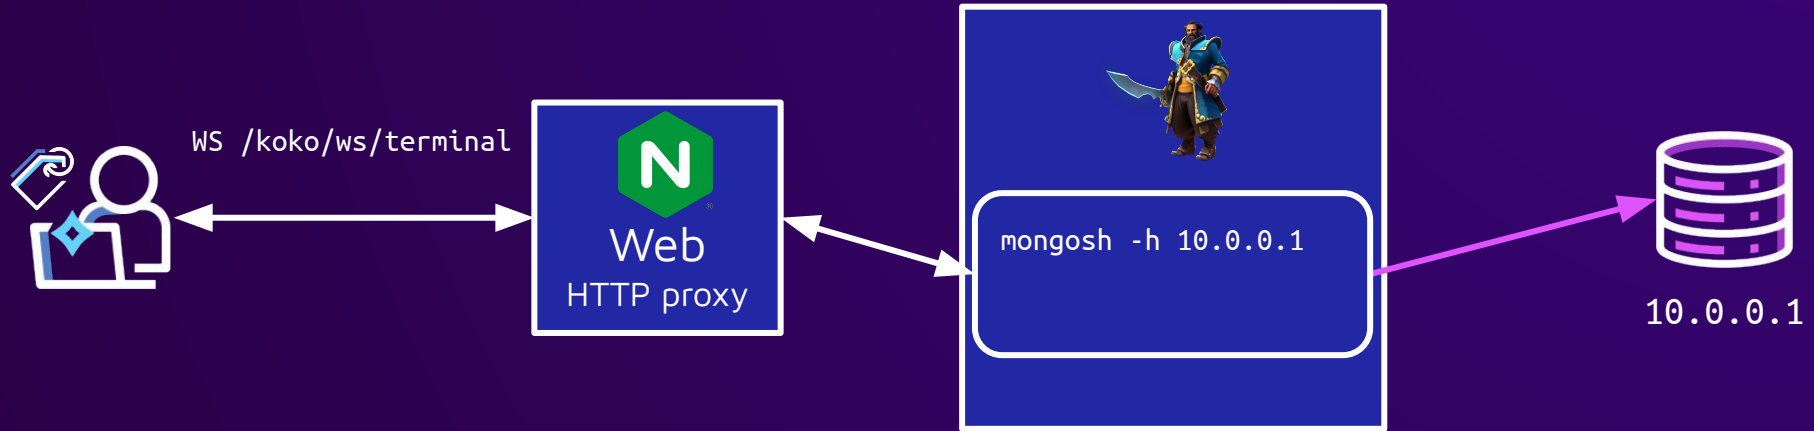 WS /koko/ws/terminal
N
®
Web
HTTP proxy
mongosh -h 10.0.0.1
10.0.0.1